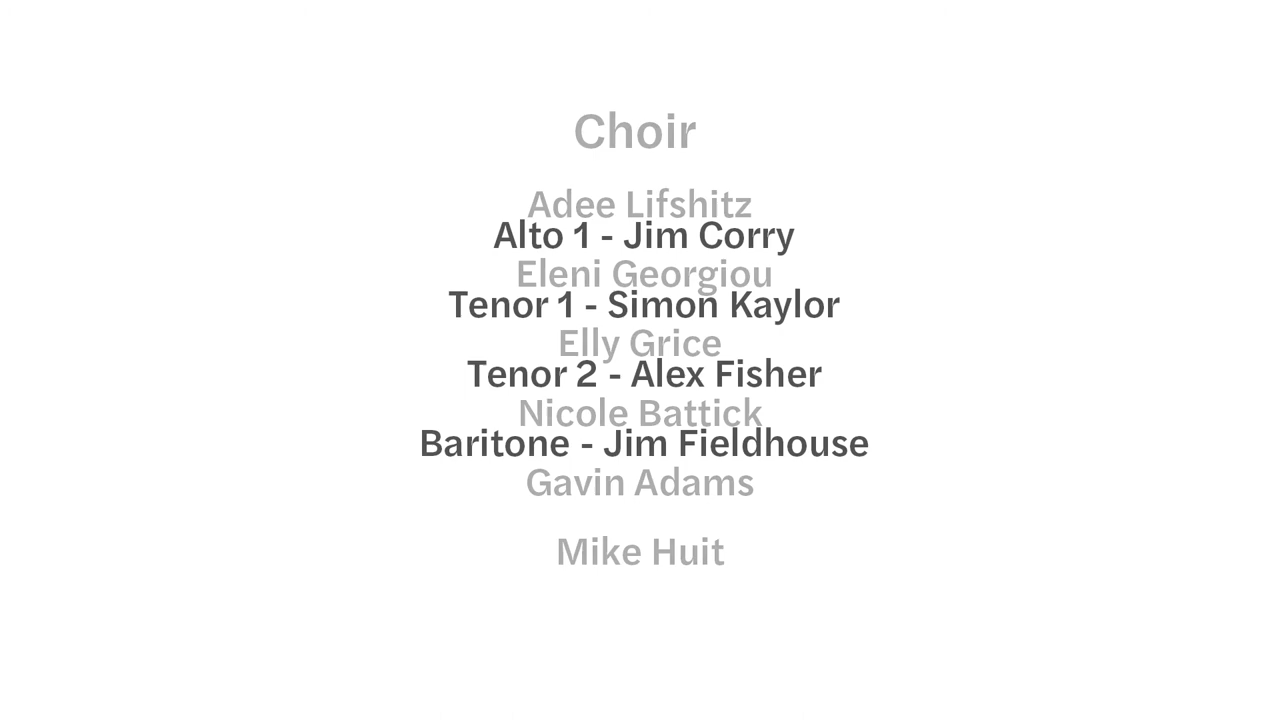 Choir
Adee Lifshitz
Alto 1 - Jim Corry
Eleni Georgiou
Tenor 1 - Simon Kaylor
Elly Grice
Tenor 2 - Alex Fisher
Nicole Battick
Baritone - Jim Fieldhouse
Gavin Adams
Mike Huit